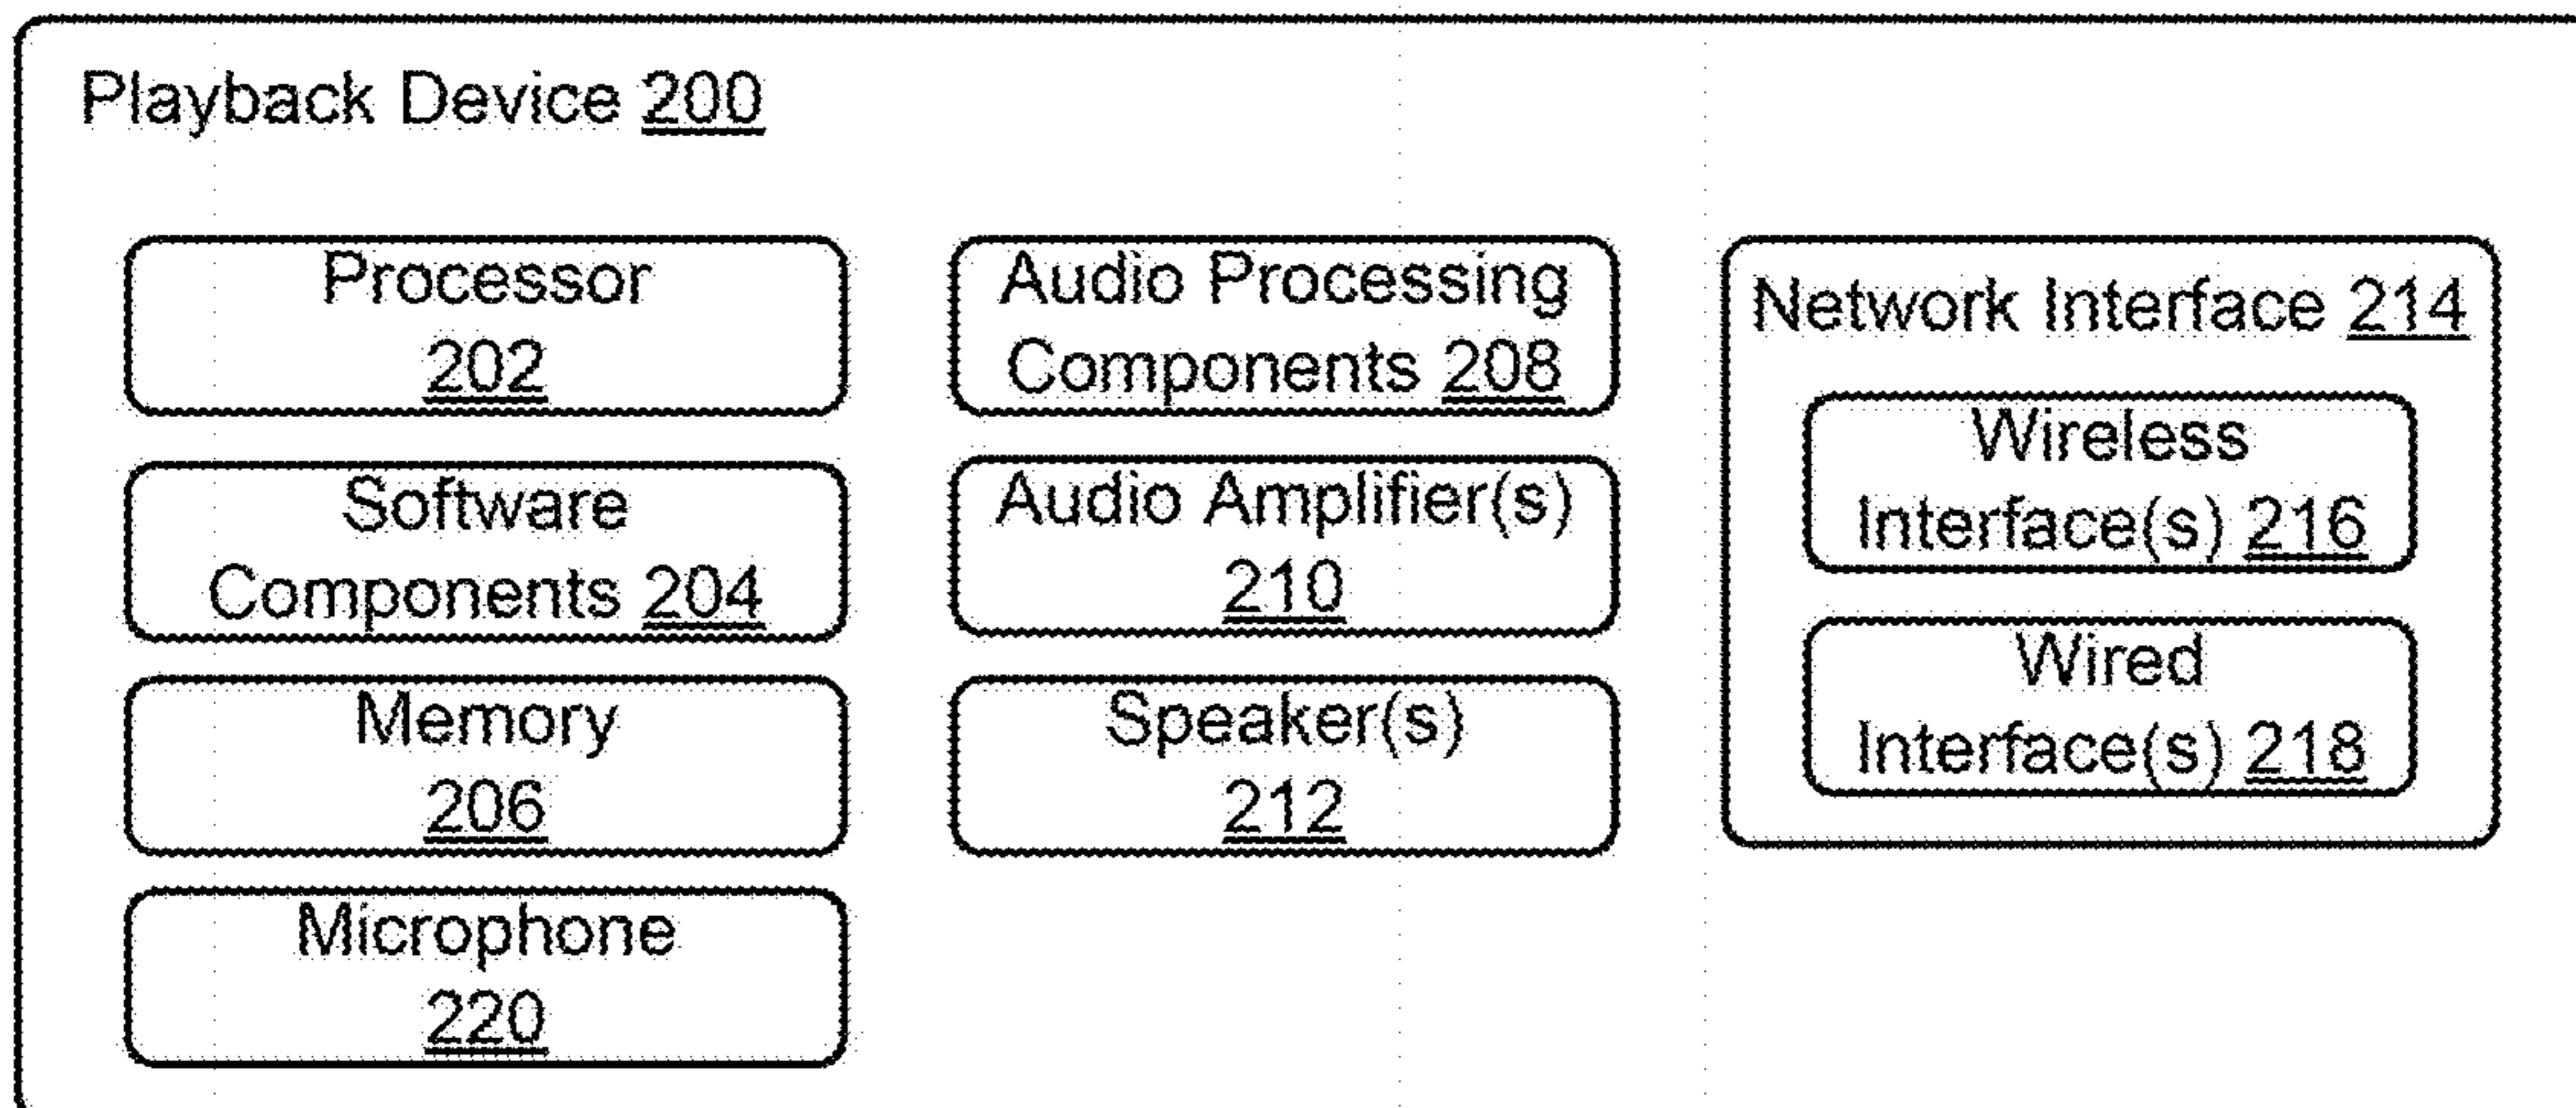 Playback Device 200
Processor
202
Software
Components 204
Memory
206
Microphone
220
Audio Processing
Components 208
Audio Amplifier(s)
210
Speaker(s)
212
Network Interface 214
Wireless
Interface(s) 216
Wired
Interface(s) 218